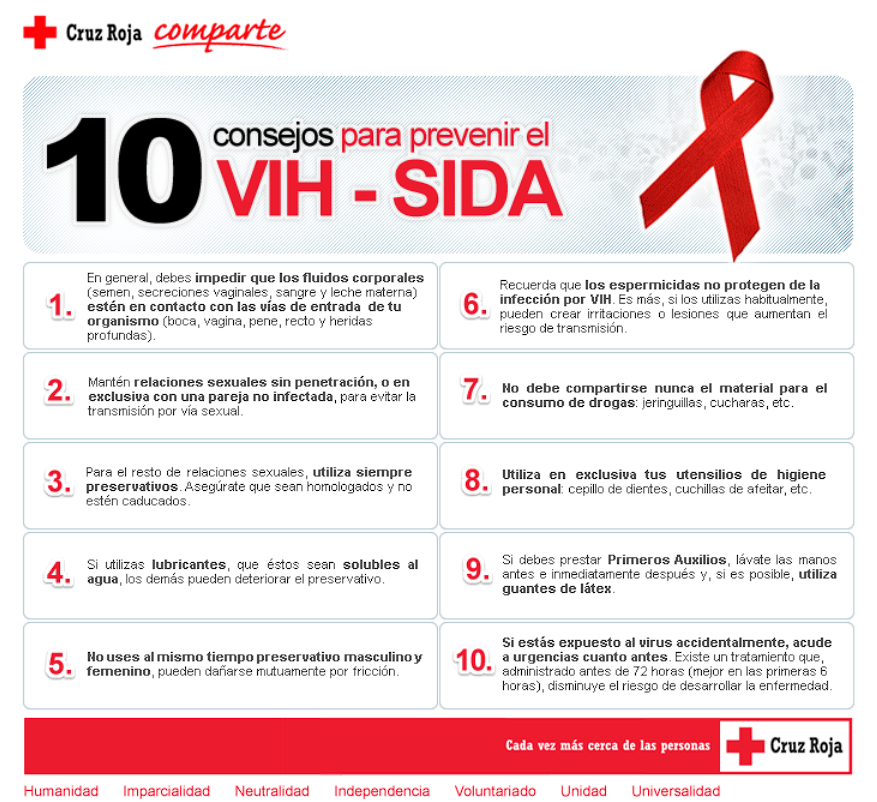 Cruz Roja comparte
10 consejos para prevenir el
VIH - SIDA
1. En general, debes impedir que los fluidos corporales
(semen, secreciones vaginales, sangre y leche materna)
estén en contacto con las vías de entrada de tu
organismo (boca, vagina, pene, recto y heridas
profundas).
2. Mantén relaciones sexuales sin penetración, o en
exclusiva con una pareja no infectada, para evitar la
transmisión por vía sexual.
3. Para el resto de relaciones sexuales, utiliza siempre
preservativos. Asegúrate que sean homologados y no
estén caducados.
4. Si utilizas lubricantes, que éstos sean solubles al
agua, los demás pueden deteriorar el preservativo.
5. No uses al mismo tiempo preservativo masculino y
femenino, pueden dañarse mutuamente por fricción.
6. Recuerda que los espermicidas no protegen de la
infección por VIH. Es más, si los utilizas habitualmente,
pueden crear irritaciones o lesiones que aumentan el
riesgo de transmisión.
7. No debe compartirse nunca el material para el
consumo de drogas: jeringuillas, cucharas, etc.
8. Utiliza en exclusiva tus utensilios de higiene
personal: cepillo de dientes, cuchillas de afeitar, etc.
9. Si debes prestar Primeros Auxilios, lávate las manos
antes e inmediatamente después y, si es posible, utiliza
guantes de látex.
10. Si estás expuesto al virus accidentalmente, acude
a urgencias cuanto antes. Existe un tratamiento que,
administrado antes de 72 horas (mejor en las primeras 6
horas), disminuye el riesgo de desarrollar la enfermedad.
Cada vez más cerca de las personas
Cruz Roja
Humanidad Imparcialidad Neutralidad Independencia Voluntariado Unidad Universalidad